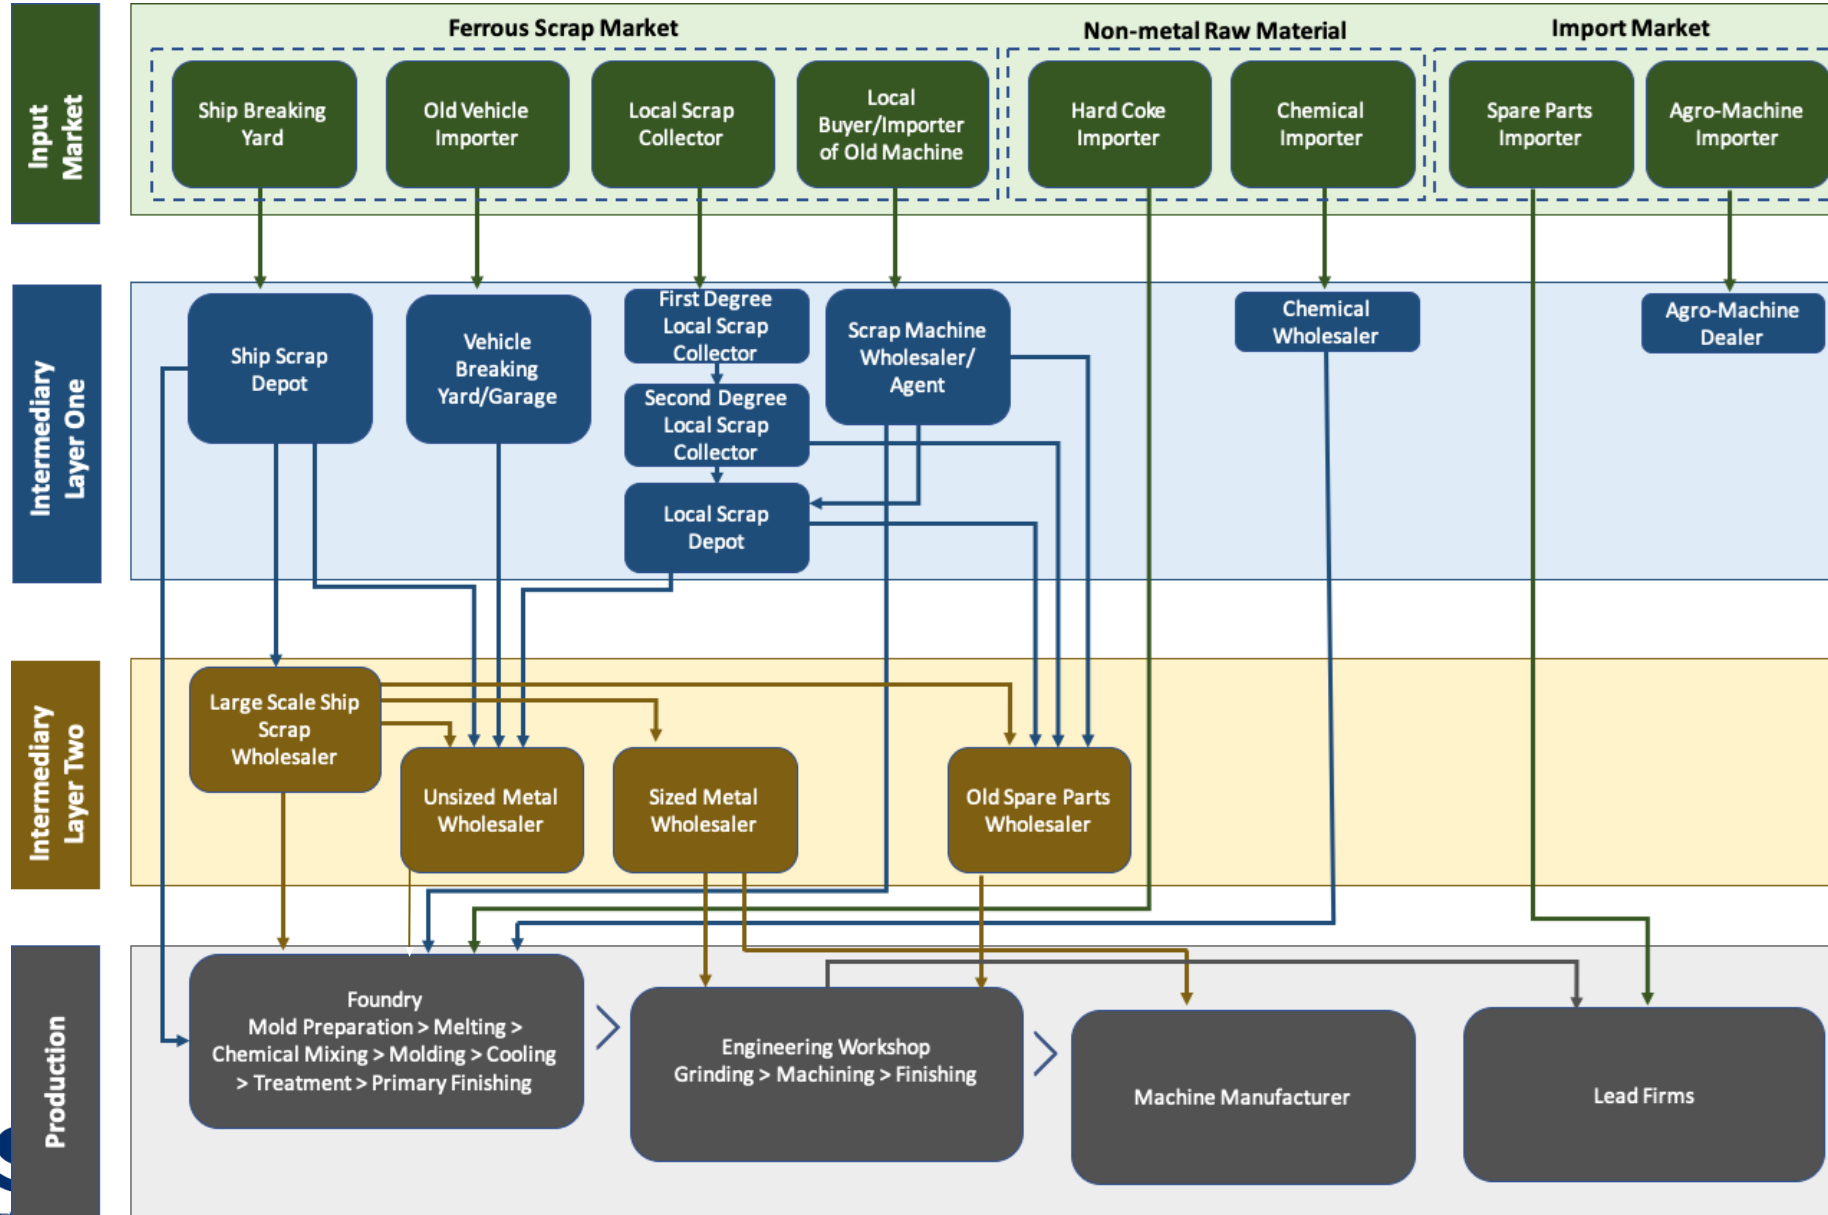 Ferrous Scrap Market
Non-metal Raw Material
Import Market
Input
Market
Ship Breaking
Yard
Old Vehicle
Importer
Local Scrap
Collector
Local
Buyer/Importer
of Old Machine
Hard Coke
Importer
Chemical
Importer
Spare Parts
Importer
Agro-Machine
Importer
Intermediary
Layer One
Ship Scrap
Depot
Vehicle
Breaking
Yard/Garage
First Degree
Local Scrap
Collector
Second Degree
Local Scrap
Collector
Local Scrap
Depot
Scrap Machine
Wholesaler/
Agent
Chemical
Wholesaler
Agro-Machine
Dealer
Intermediary
Layer Two
Large Scale Ship
Scrap
Wholesaler
Unsized Metal
Wholesaler
Sized Metal
Wholesaler
Old Spare Parts
Wholesaler
Production
Foundry
Mold Preparation > Melting >
Chemical Mixing > Molding > Cooling
> Treatment > Primary Finishing
Engineering Workshop
Grinding > Machining > Finishing
Machine Manufacturer
Lead Firms